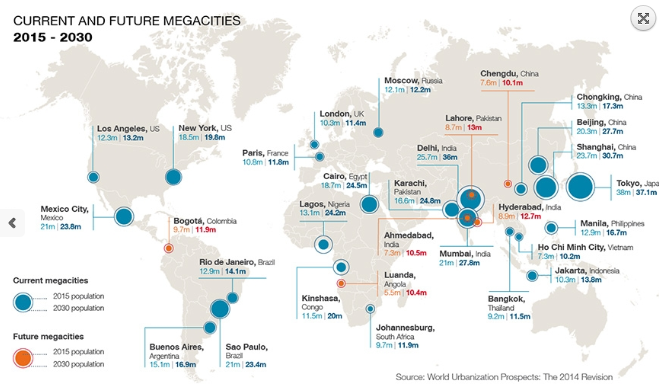 CURRENT AND FUTURE MEGACITIES
2015 - 2030
Moscow, Russia
12.1m | 12.2m
Chengdu, China
7.6m | 10.1m
Chongking, China
13.3m | 17.3m
London, UK
10.3m | 11.4m
Lahore, Pakistan
8.7m | 13m
Beijing, China
20.3m | 27.7m
Los Angeles, US
12.3m | 13.2m
New York, US
18.5m | 19.8m
Paris, France
10.8m | 11.8m
Delhi, India
25.7m | 36m
Shanghai, China
23.7m | 30.7m
Cairo, Egypt
18.7m | 24.5m
Karachi,
Pakistan
16.6m | 24.8m
Tokyo, Japa
38m | 37.1m
Mexico City,
Mexico
21m | 23.8m
Lagos, Nigeria
13.1m | 24.2m
Hyderabad, India
8.9m | 12.7m
Bogotá, Colombia
9.7m | 11.9m
Manila, Philippines
12.9m | 16.7m
Ahmedabad,
India
7.3m | 10.5m
Mumbai, India
21m | 27.8m
Ho Chi Minh City, Vietnam
7.3m | 10.2m
Rio de Janeiro, Brazil
12.9m | 14.1m
Luanda,
Angola
5.5m | 10.4m
Jakarta, Indonesia
10.3m | 13.8m
Current megacities
2015 population
2030 population
Kinshasa,
Congo
11.5m | 20m
Bangkok,
Thailand
9.2m | 11.5m
Future megacities
2015 population
2030 population
Johannesburg,
South Africa
9.7m | 11.9m
Buenos Aires,
Argentina
15.1m | 16.9m
Sao Paulo,
Brazil
21m | 23.4m
Source: World Urbanization Prospects: The 2014 Revision